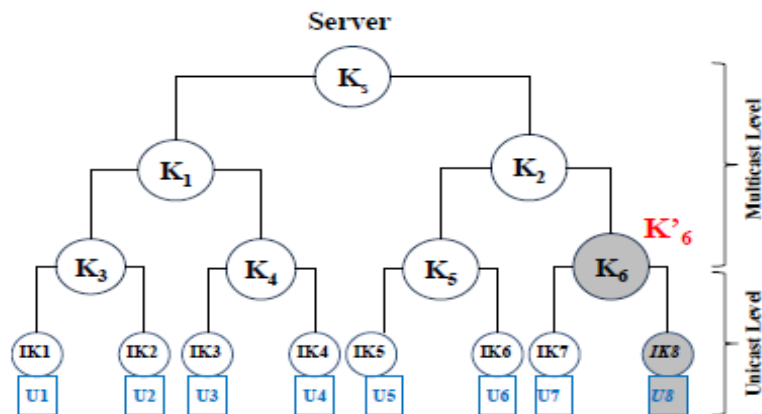 Server
Ks
K1 K2
K'6
K3 K4 K5 K6
IK1 IK2 IK3 IK4 IK5 IK6 IK7 IK8
U1 U2 U3 U4 U5 U6 U7 U8
Multicast Level
Unicast Level